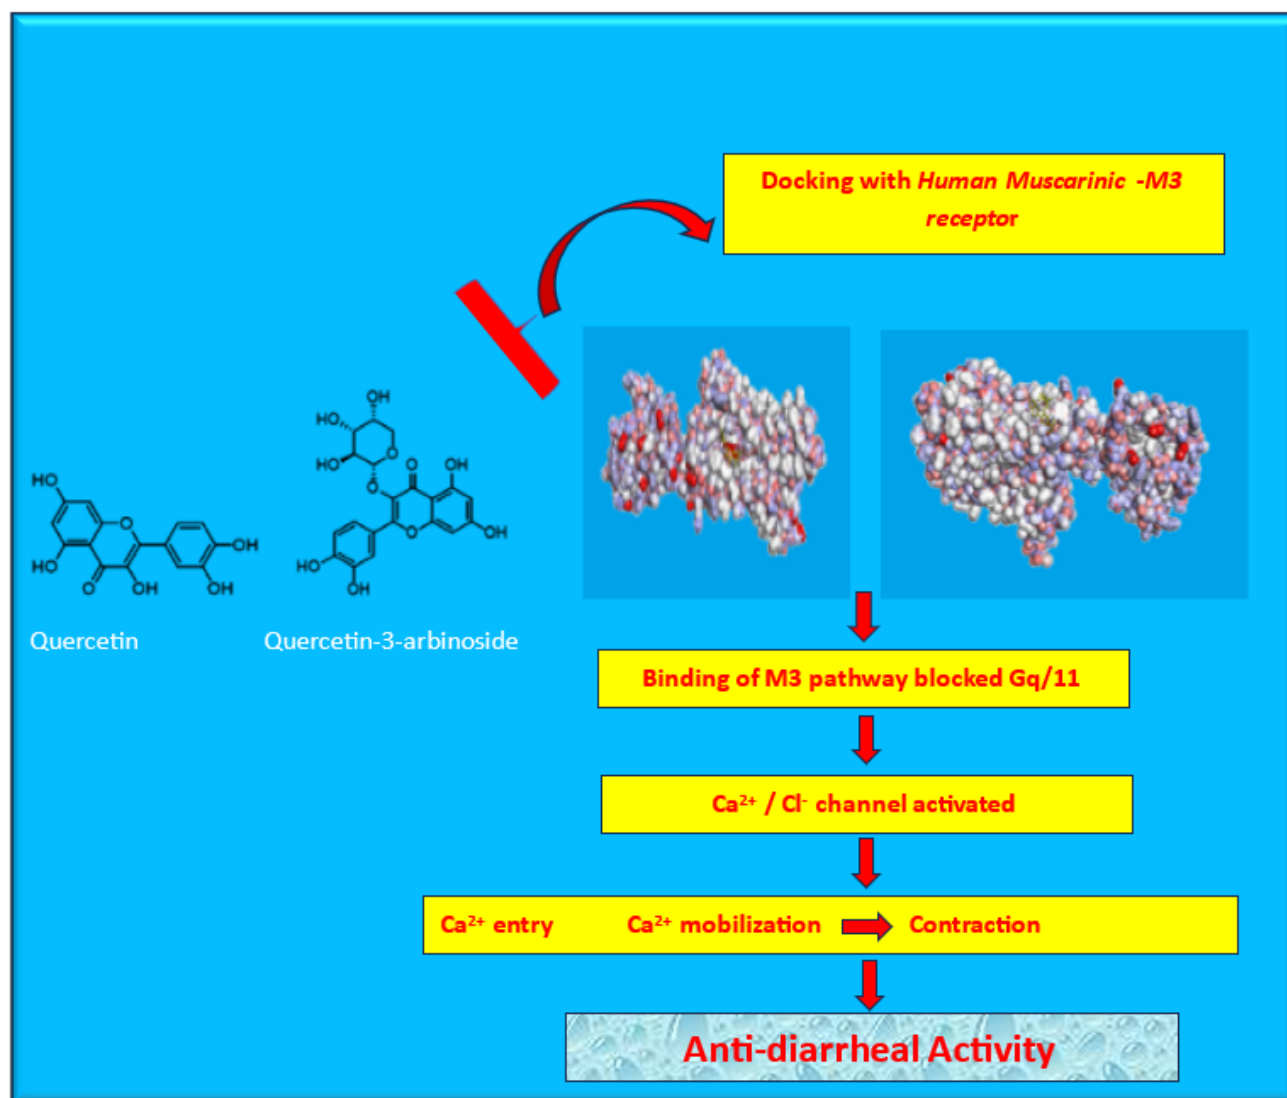 Docking with Human Muscarinic -M3
receptor
OH
HO
OH
HO
O
O
OH
O
O
OH
HO
OH
HO
O
HO
O
OH
OH
OH
Quercetin
Quercetin-3-arbinoside
Binding of M3 pathway blocked Gq/11
Ca²⁺ / Cl⁻ channel activated
Ca²⁺ entry Ca²⁺ mobilization Contraction
Anti-diarrheal Activity